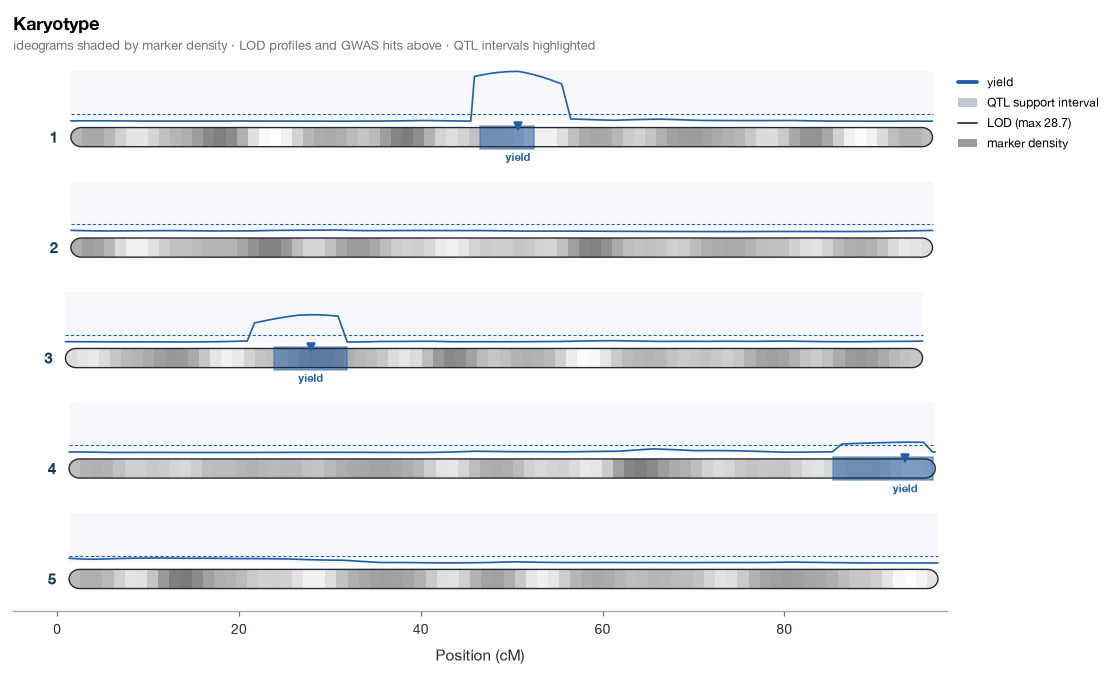 Karyotype
ideograms shaded by marker density · LOD profiles and GWAS hits above · QTL intervals highlighted
yield
QTL support interval
LOD (max 28.7)
marker density
1
yield
2
3
yield
4
yield
5
0 20 40 60 80
Position (cM)